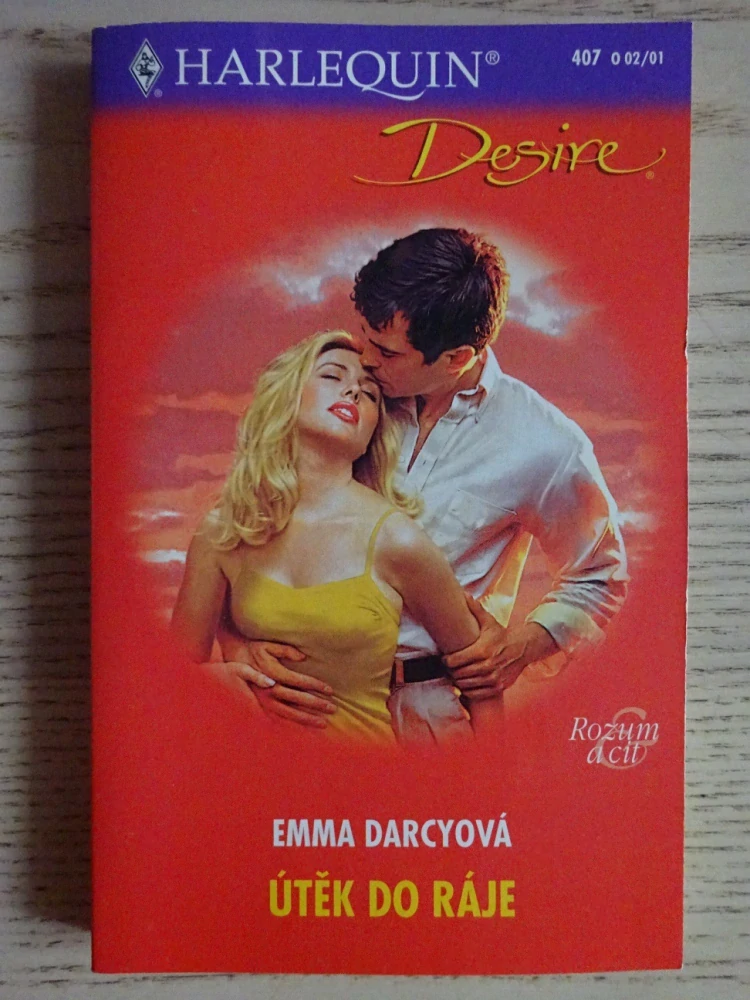 HARLEQUIN®
407 O 02/01
Desire®
Rozum
& a cit
EMMA DARCYOVÁ
ÚTĚK DO RÁJE